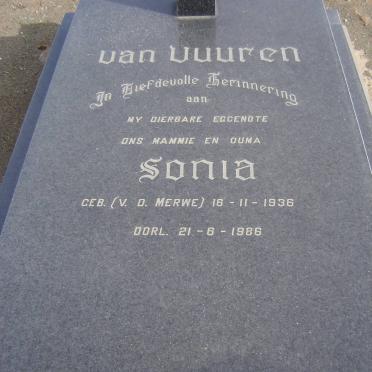 van Vuuren
In Liefdevolle Herinnering
aan
MY DIERBARE EGGENOTE
ONS MAMMIE EN OUMA
Sonia
GEB. (V. D. MERWE) 16 - 11 - 1936
OORL. 21 - 6 - 1986